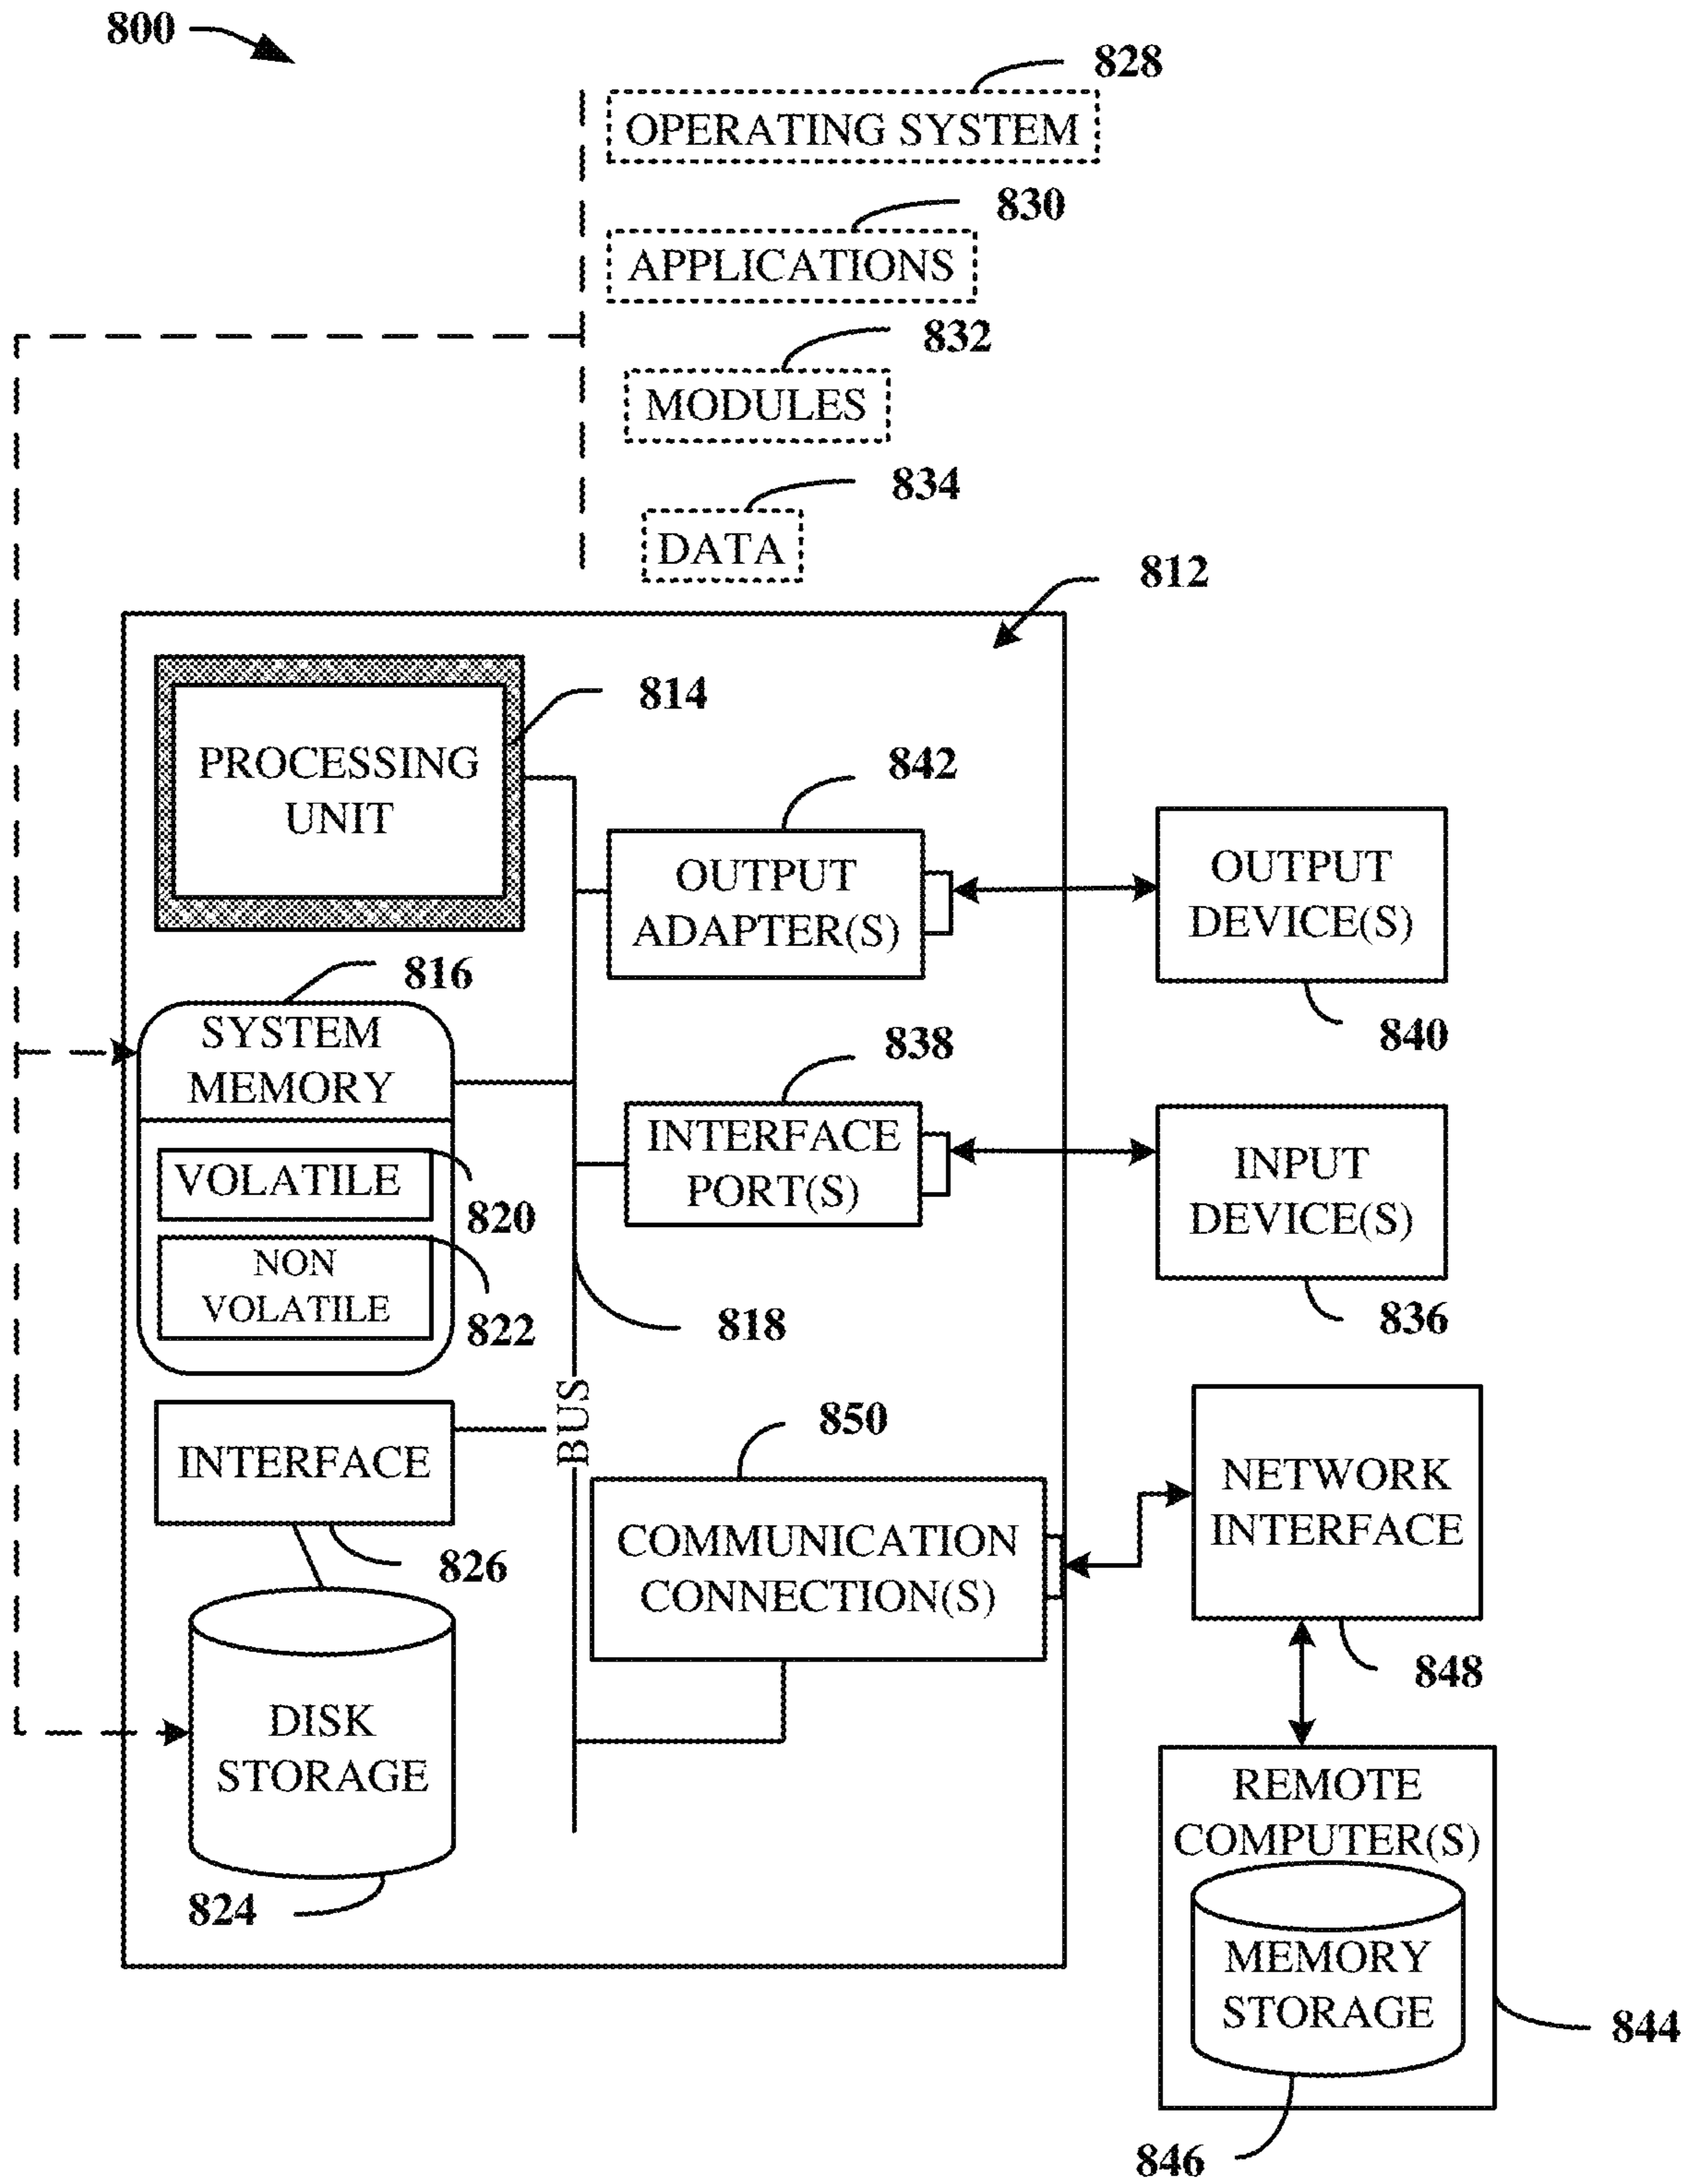 800
828
OPERATING SYSTEM
830
APPLICATIONS
832
MODULES
834
DATA
812
814
PROCESSING
UNIT
842
OUTPUT
ADAPTER(S)
OUTPUT
DEVICE(S)
840
816
SYSTEM
MEMORY
VOLATILE
820
NON
VOLATILE
822
838
INTERFACE
PORT(S)
INPUT
DEVICE(S)
836
818
BUS
INTERFACE
826
850
COMMUNICATION
CONNECTION(S)
NETWORK
INTERFACE
848
DISK
STORAGE
824
REMOTE
COMPUTER(S)
MEMORY
STORAGE
844
846